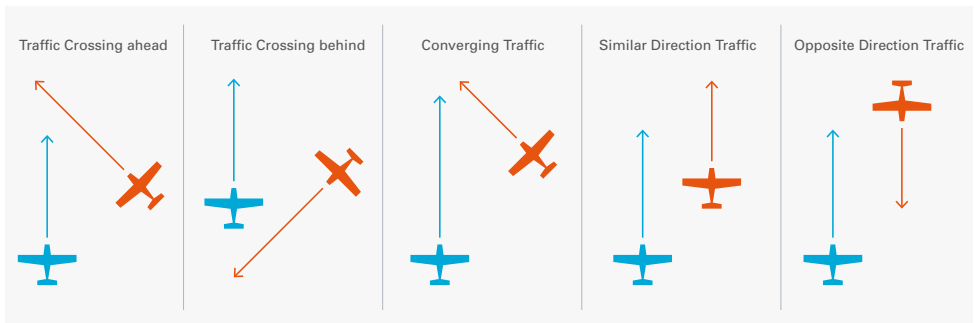 Traffic Crossing ahead
Traffic Crossing behind
Converging Traffic
Similar Direction Traffic
Opposite Direction Traffic